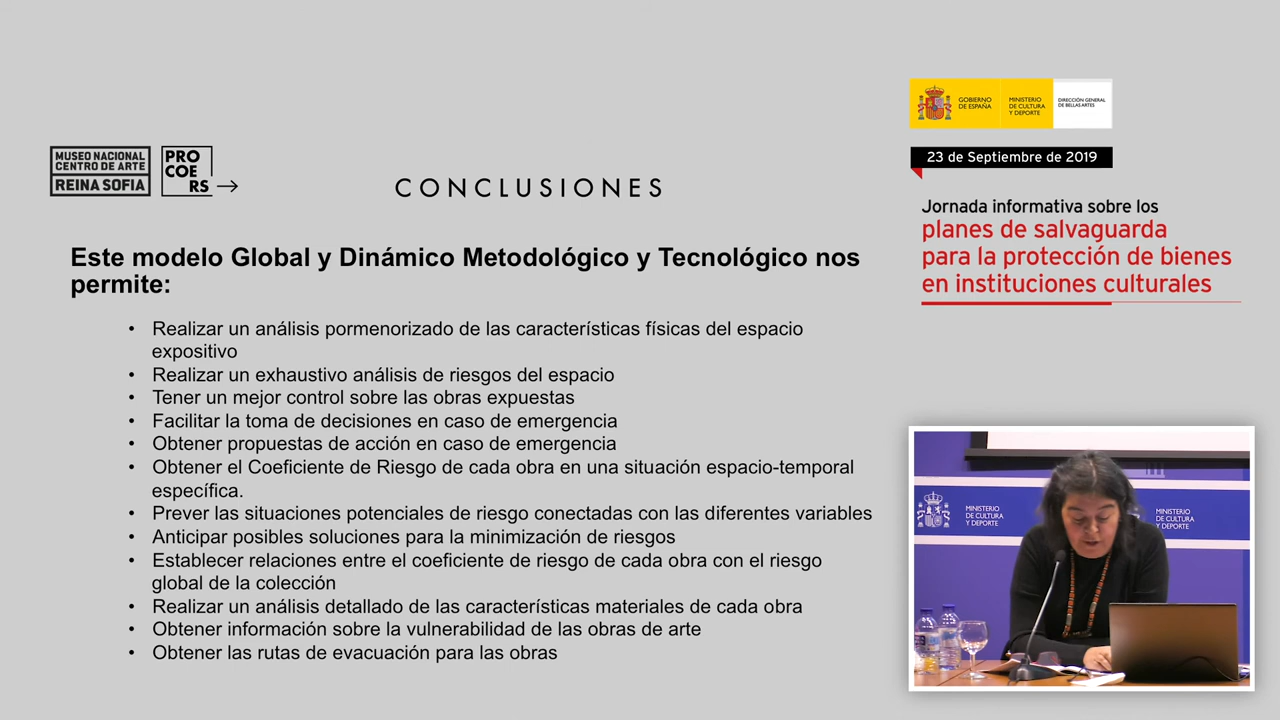 MUSEO NACIONAL
CENTRO DE ARTE
REINA SOFIA
PRO
COE
RS
CONCLUSIONES
Este modelo Global y Dinámico Metodológico y Tecnológico nos
permite:
• Realizar un análisis pormenorizado de las características físicas del espacio
expositivo
• Realizar un exhaustivo análisis de riesgos del espacio
• Tener un mejor control sobre las obras expuestas
• Facilitar la toma de decisiones en caso de emergencia
• Obtener propuestas de acción en caso de emergencia
• Obtener el Coeficiente de Riesgo de cada obra en una situación espacio-temporal
específica.
• Prever las situaciones potenciales de riesgo conectadas con las diferentes variables
• Anticipar posibles soluciones para la minimización de riesgos
• Establecer relaciones entre el coeficiente de riesgo de cada obra con el riesgo
global de la colección
• Realizar un análisis detallado de las características materiales de cada obra
• Obtener información sobre la vulnerabilidad de las obras de arte
• Obtener las rutas de evacuación para las obras
GOBIERNO
DE ESPAÑA
MINISTERIO
DE CULTURA
Y DEPORTE
DIRECCIÓN GENERAL
DE BELLAS ARTES
23 de Septiembre de 2019
Jornada informativa sobre los
planes de salvaguarda
para la protección de bienes
en instituciones culturales
MINISTERIO
DE CULTURA
Y DEPORTE
MINISTERIO
DE CULTURA
Y DEPORTE